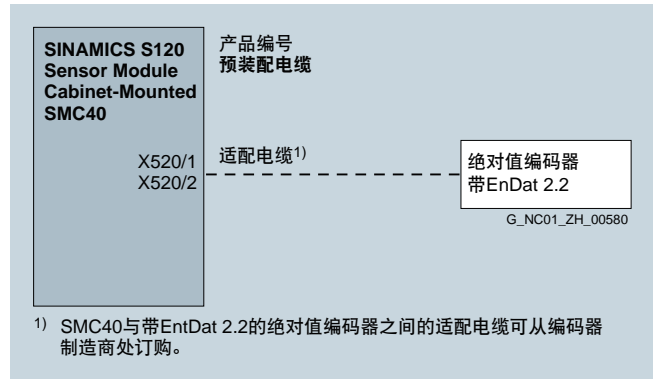 SINAMICS S120
Sensor Module
Cabinet-Mounted
SMC40
产品编号
预装配电缆
X520/1
X520/2
适配电缆1)
绝对值编码器
带EnDat 2.2
G_NC01_ZH_00580
1) SMC40与带EntDat 2.2的绝对值编码器之间的适配电缆可从编码器
制造商处订购。